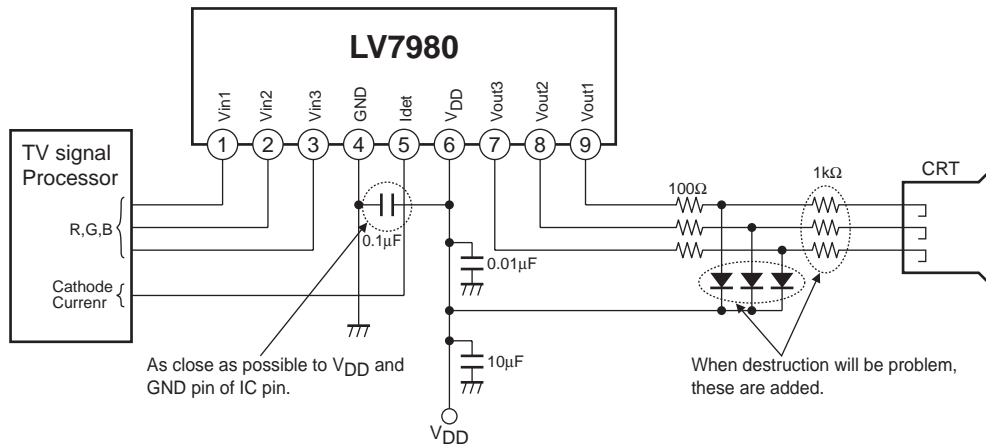 LV7980
Vin1
Vin2
Vin3
GND
Idet
VDD
Vout3
Vout2
Vout1
1
2
3
4
5
6
7
8
9
TV signal
Processor
R,G,B
Cathode
Currenr
0.1µF
0.01µF
10µF
100Ω
1kΩ
CRT
As close as possible to VDD and
GND pin of IC pin.
When destruction will be problem,
these are added.
VDD